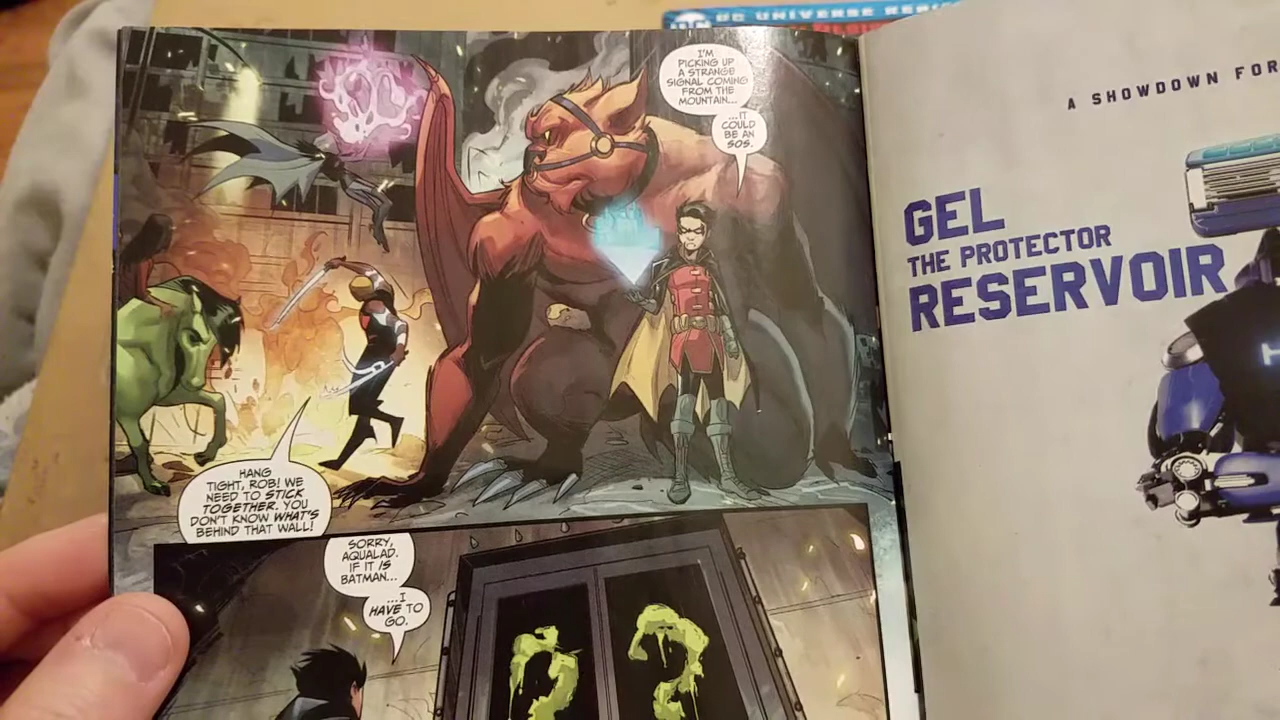 DC UNIVERSE
I'M
PICKING UP
A STRANGE
SIGNAL COMING
FROM THE
MOUNTAIN...
...IT
COULD
BE AN
SOS.
HANG
TIGHT, ROB! WE
NEED TO STICK
TOGETHER. YOU
DON'T KNOW WHAT'S
BEHIND THAT WALL!
SORRY,
AQUALAD.
IF IT IS
BATMAN...
...I
HAVE TO
GO.
? ?
A SHOWDOWN FOR
GEL
THE PROTECTOR
RESERVOIR